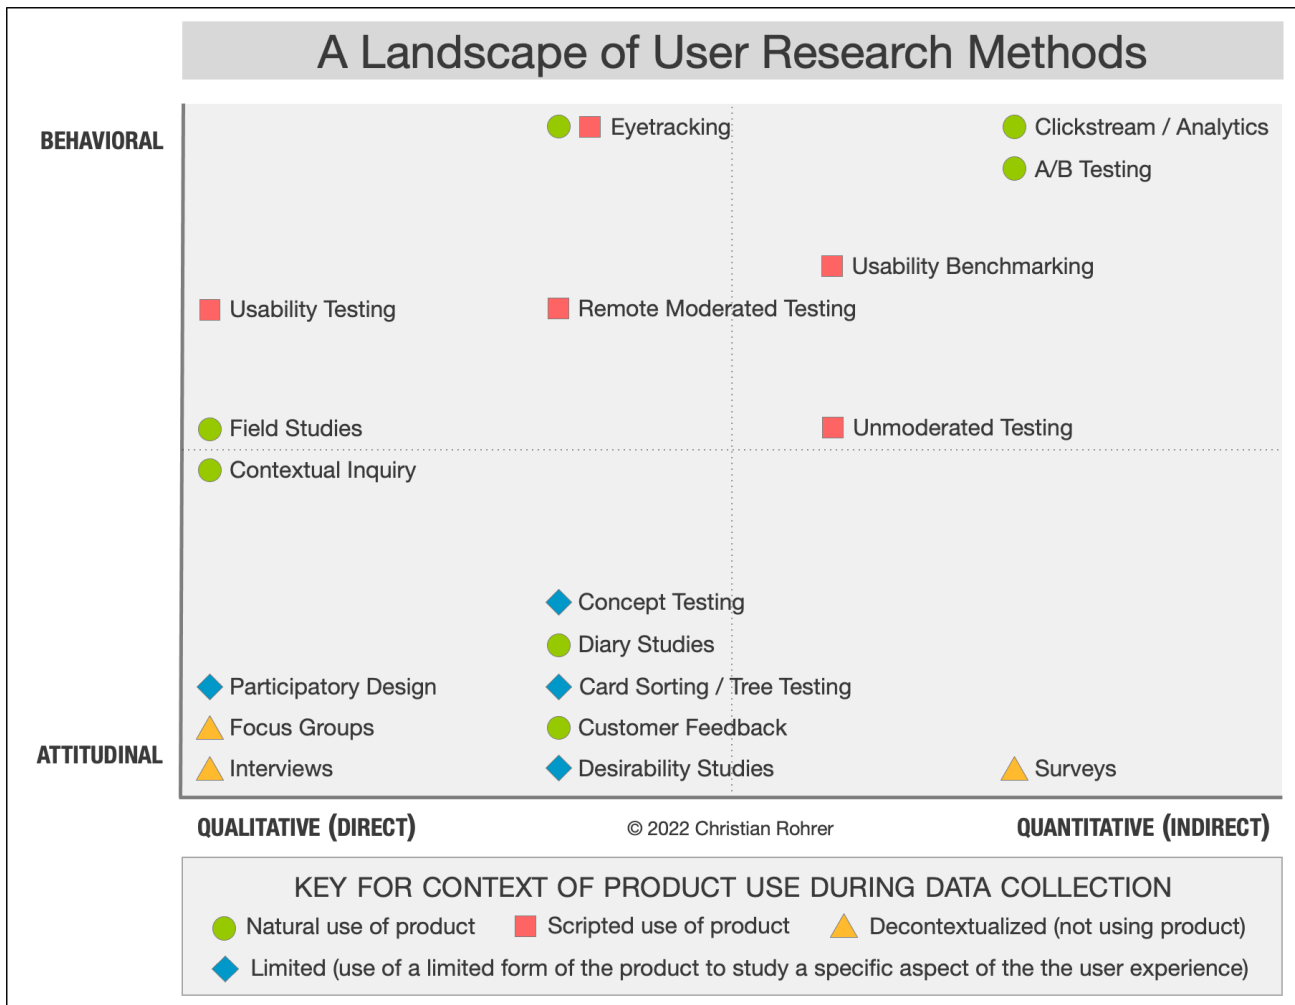 A Landscape of User Research Methods
BEHAVIORAL
Eyetracking
Clickstream / Analytics
A/B Testing
Usability Benchmarking
Usability Testing
Remote Moderated Testing
Field Studies
Unmoderated Testing
Contextual Inquiry
Concept Testing
Diary Studies
Participatory Design
Card Sorting / Tree Testing
Focus Groups
Customer Feedback
ATTITUDINAL
Interviews
Desirability Studies
Surveys
QUALITATIVE (DIRECT)
© 2022 Christian Rohrer
QUANTITATIVE (INDIRECT)
KEY FOR CONTEXT OF PRODUCT USE DURING DATA COLLECTION
Natural use of product
Scripted use of product
Decontextualized (not using product)
Limited (use of a limited form of the product to study a specific aspect of the the user experience)